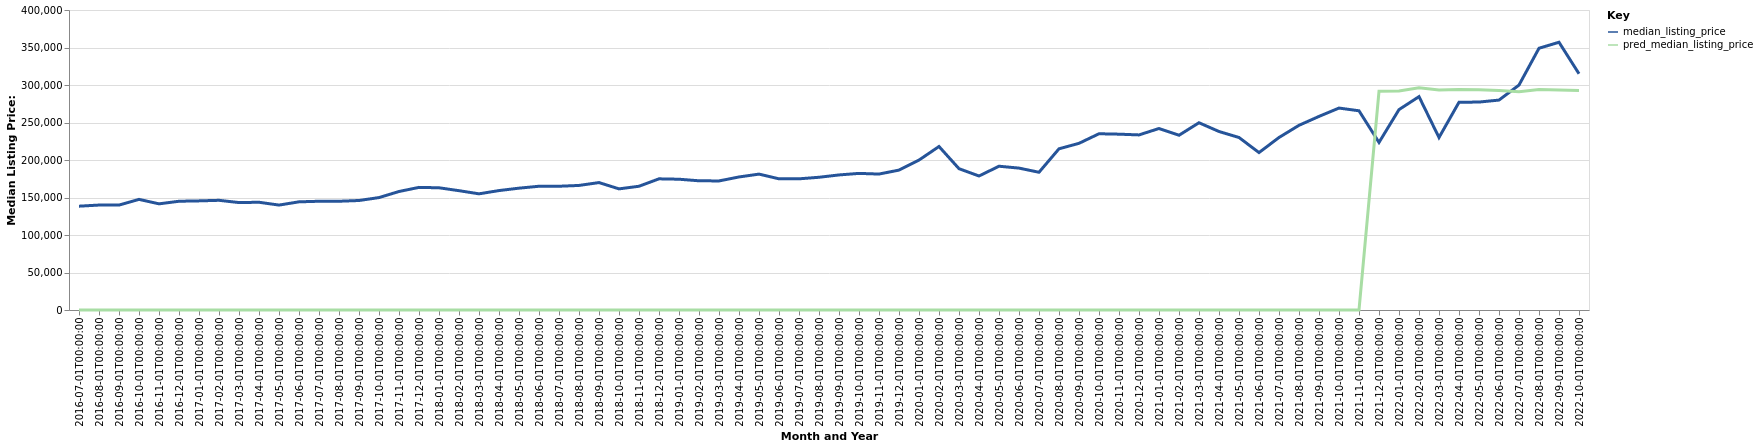 400,000
350,000
300,000
250,000
200,000
150,000
100,000
50,000
0
Median Listing Price:
2016-07-01T00:00:00
2016-08-01T00:00:00
2016-09-01T00:00:00
2016-10-01T00:00:00
2016-11-01T00:00:00
2016-12-01T00:00:00
2017-01-01T00:00:00
2017-02-01T00:00:00
2017-03-01T00:00:00
2017-04-01T00:00:00
2017-05-01T00:00:00
2017-06-01T00:00:00
2017-07-01T00:00:00
2017-08-01T00:00:00
2017-09-01T00:00:00
2017-10-01T00:00:00
2017-11-01T00:00:00
2017-12-01T00:00:00
2018-01-01T00:00:00
2018-02-01T00:00:00
2018-03-01T00:00:00
2018-04-01T00:00:00
2018-05-01T00:00:00
2018-06-01T00:00:00
2018-07-01T00:00:00
2018-08-01T00:00:00
2018-09-01T00:00:00
2018-10-01T00:00:00
2018-11-01T00:00:00
2018-12-01T00:00:00
2019-01-01T00:00:00
2019-02-01T00:00:00
2019-03-01T00:00:00
2019-04-01T00:00:00
2019-05-01T00:00:00
2019-06-01T00:00:00
2019-07-01T00:00:00
2019-08-01T00:00:00
2019-09-01T00:00:00
2019-10-01T00:00:00
2019-11-01T00:00:00
2019-12-01T00:00:00
2020-01-01T00:00:00
2020-02-01T00:00:00
2020-03-01T00:00:00
2020-04-01T00:00:00
2020-05-01T00:00:00
2020-06-01T00:00:00
2020-07-01T00:00:00
2020-08-01T00:00:00
2020-09-01T00:00:00
2020-10-01T00:00:00
2020-11-01T00:00:00
2020-12-01T00:00:00
2021-01-01T00:00:00
2021-02-01T00:00:00
2021-03-01T00:00:00
2021-04-01T00:00:00
2021-05-01T00:00:00
2021-06-01T00:00:00
2021-07-01T00:00:00
2021-08-01T00:00:00
2021-09-01T00:00:00
2021-10-01T00:00:00
2021-11-01T00:00:00
2021-12-01T00:00:00
2022-01-01T00:00:00
2022-02-01T00:00:00
2022-03-01T00:00:00
2022-04-01T00:00:00
2022-05-01T00:00:00
2022-06-01T00:00:00
2022-07-01T00:00:00
2022-08-01T00:00:00
2022-09-01T00:00:00
2022-10-01T00:00:00
Month and Year
Key
median_listing_price
pred_median_listing_price